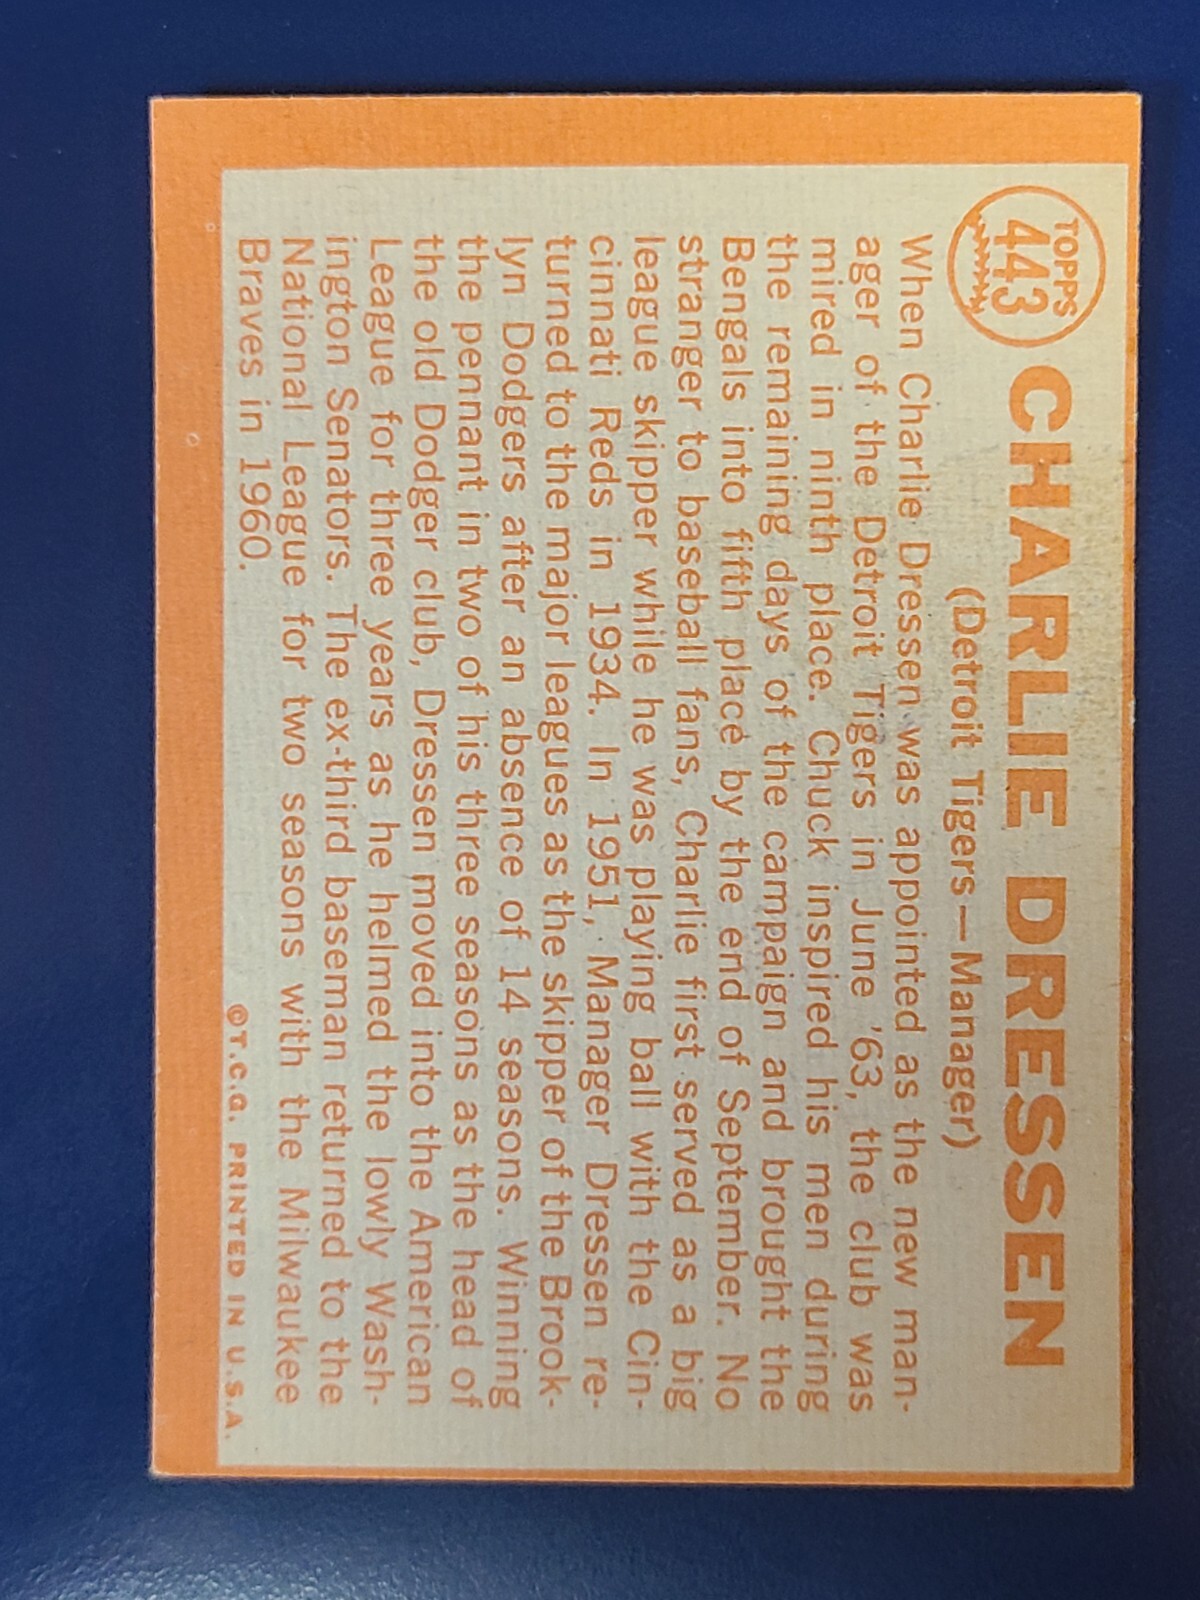 TOPPS
443
CHARLIE DRESSEN
(Detroit Tigers—Manager)
When Charlie Dressen was appointed as the new man-
ager of the Detroit Tigers in June '63, the club was
mired in ninth place. Chuck inspired his men during
the remaining days of the campaign and brought the
Bengals into fifth place by the end of September. No
stranger to baseball fans, Charlie first served as a big
league skipper while he was playing ball with the Cin-
cinnati Reds in 1934. In 1951, Manager Dressen re-
turned to the major leagues as the skipper of the Brook-
lyn Dodgers after an absence of 14 seasons. Winning
the pennant in two of his three seasons as the head of
the old Dodger club, Dressen moved into the American
League for three years as he helmed the lowly Wash-
ington Senators. The ex-third baseman returned to the
National League for two seasons with the Milwaukee
Braves in 1960.
©T.C.G. PRINTED IN U.S.A.